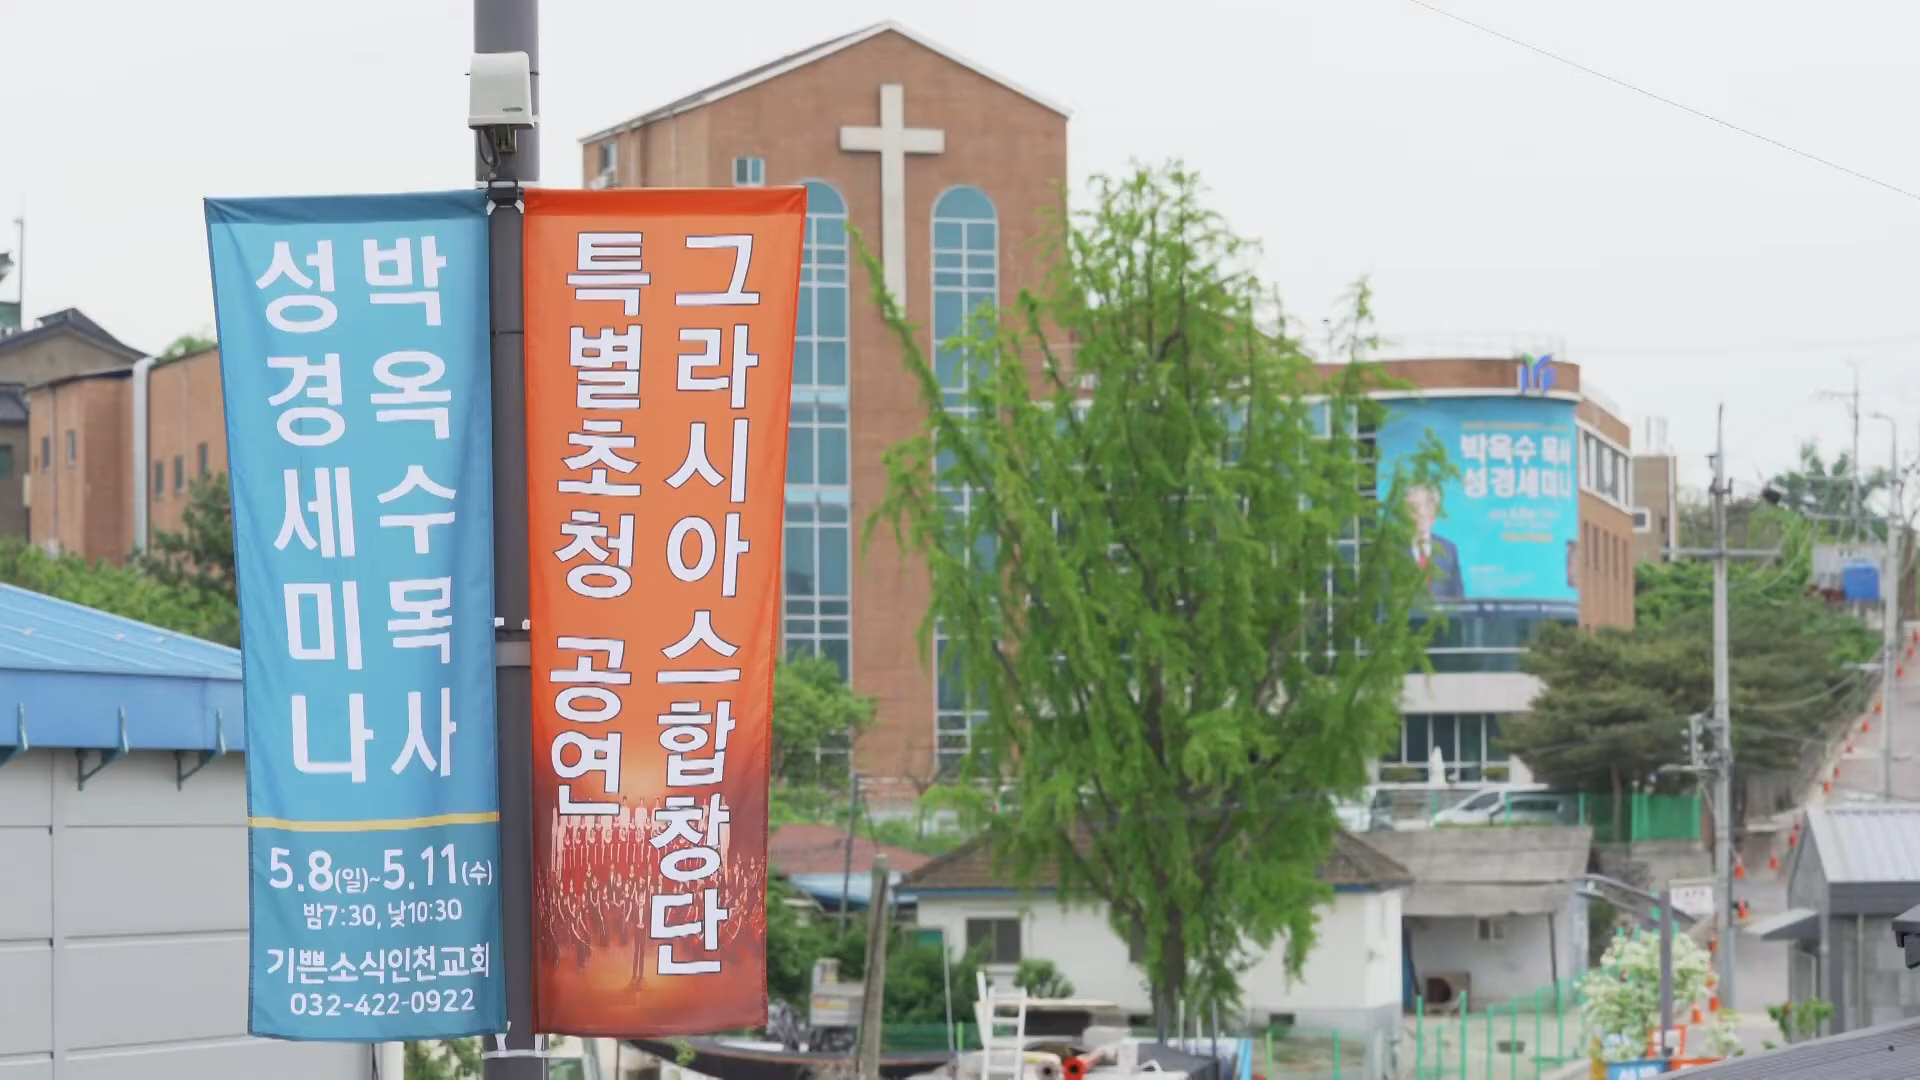 박옥수 목사
성경세미나
5.8(일)~5.11(수)
밤7:30, 낮10:30
기쁜소식인천교회
032-422-0922
그라시아스합창단
특별초청 공연
박옥수 목사
성경세미나